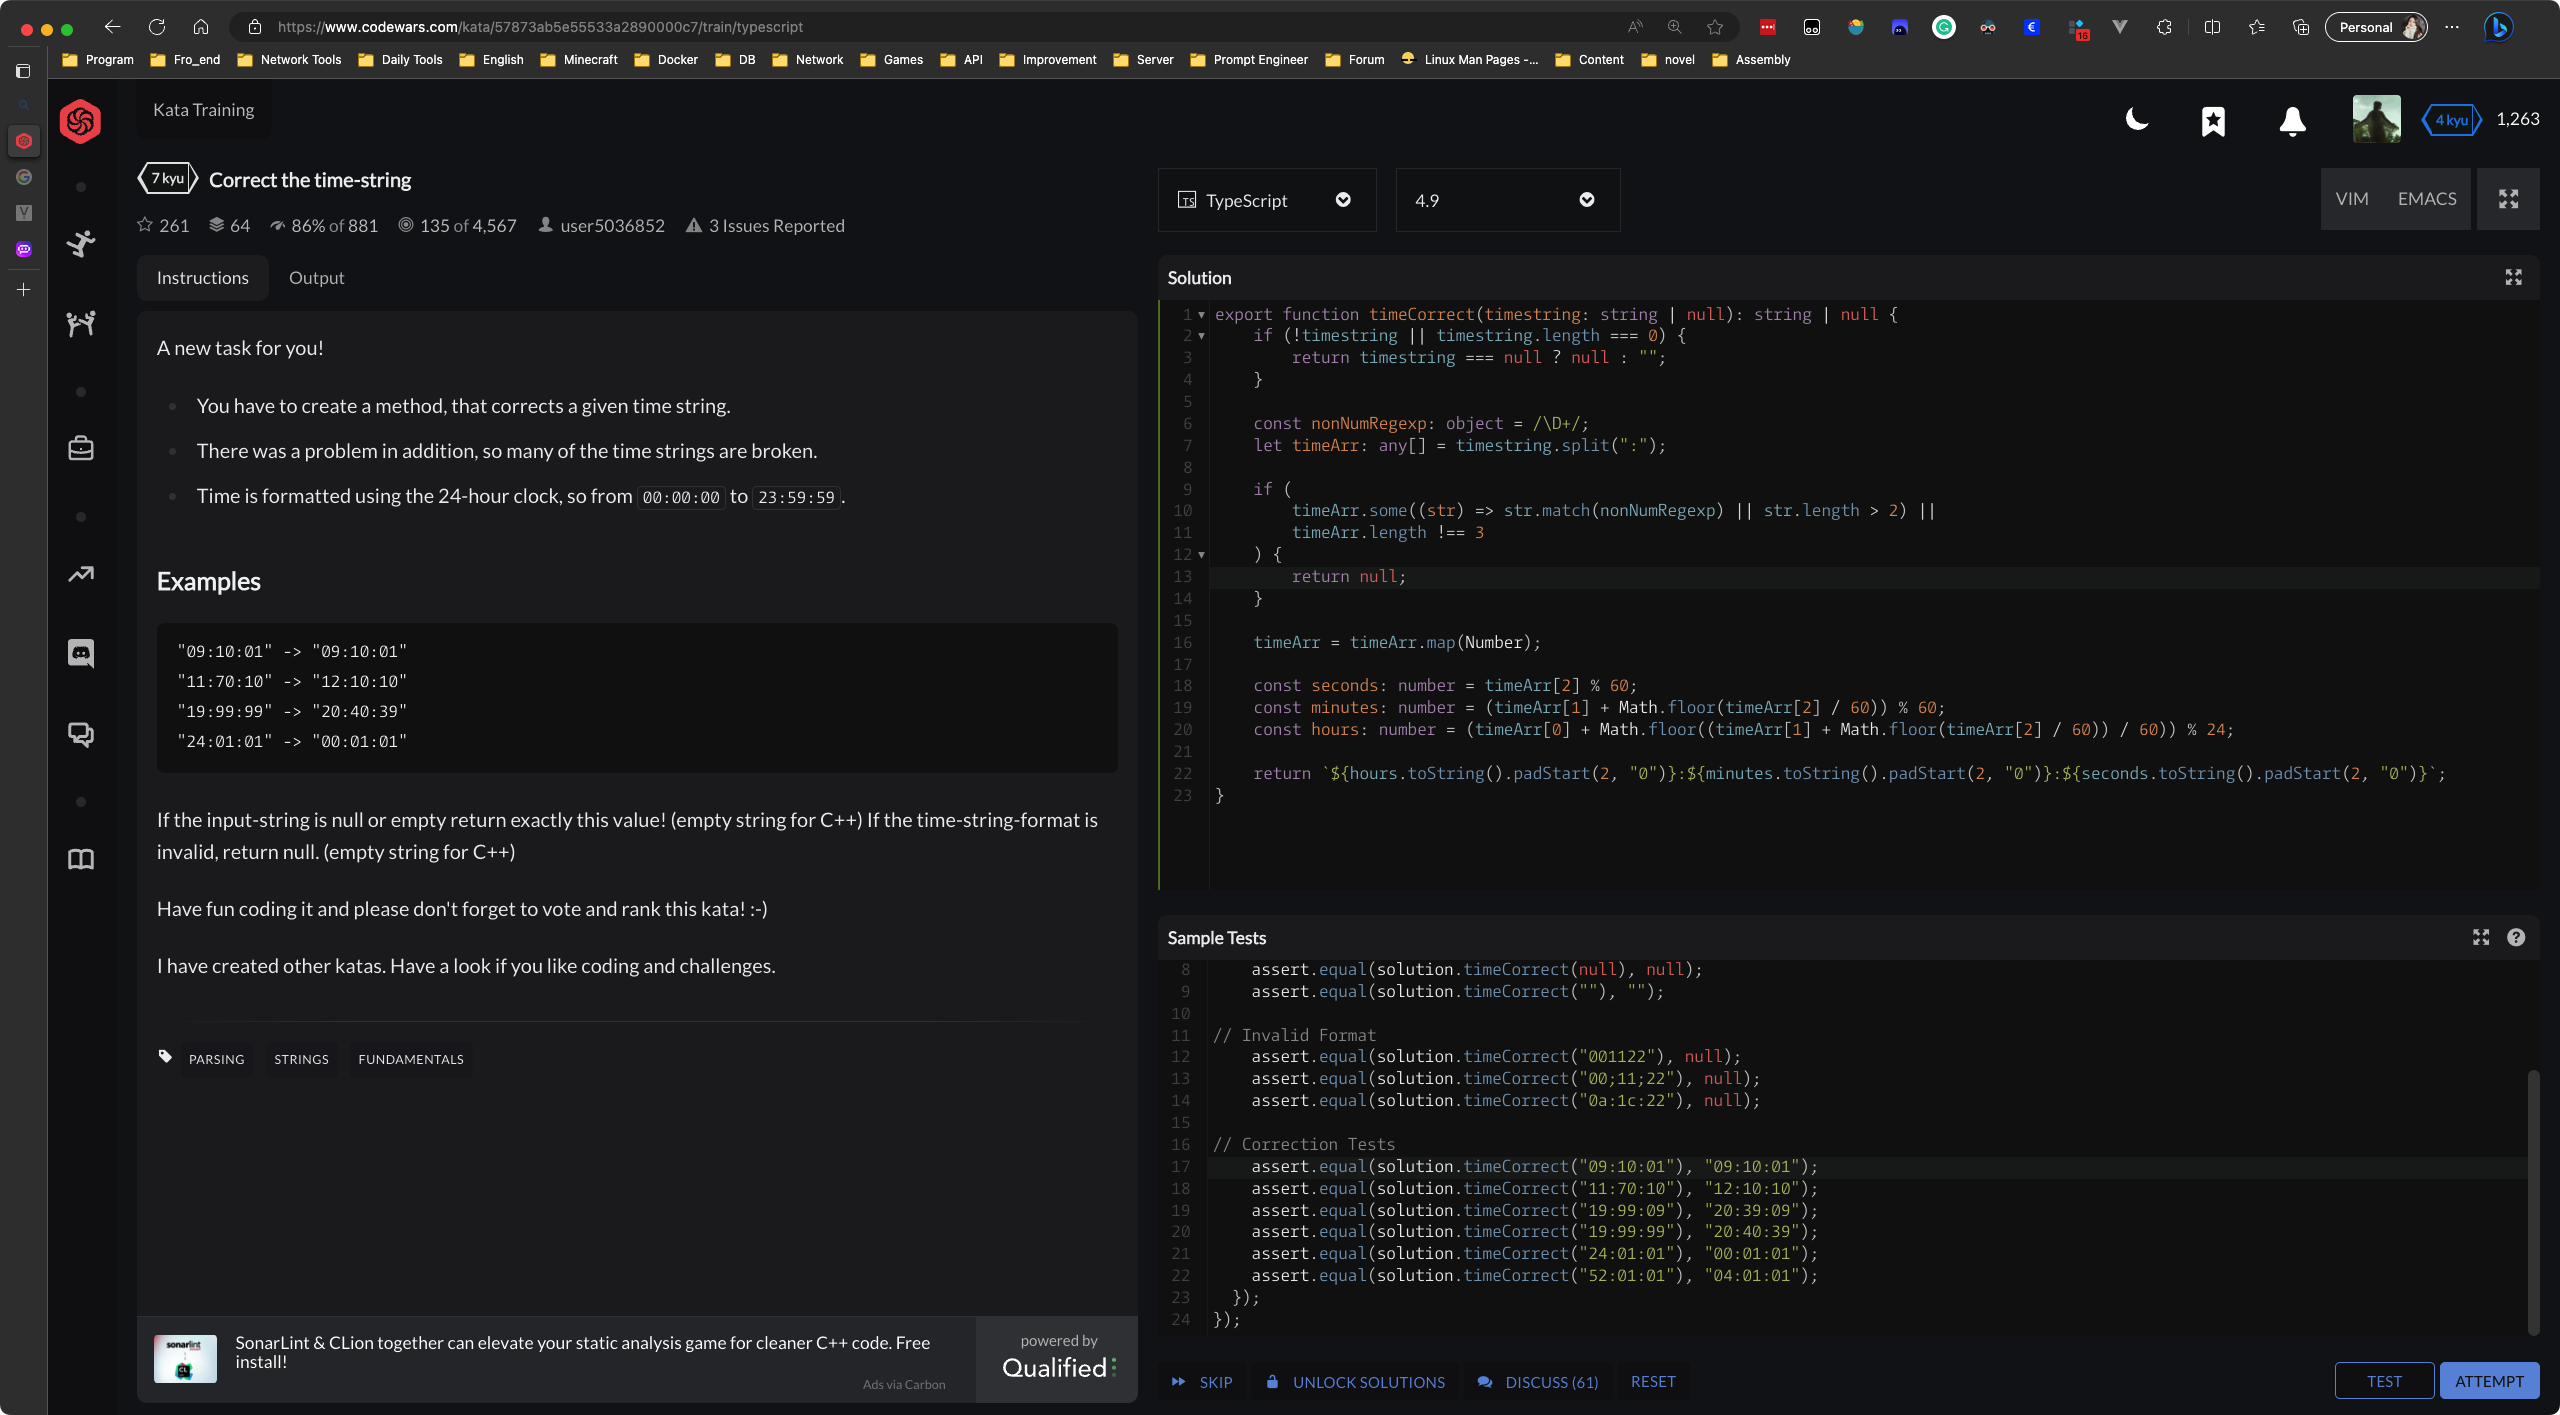 https://www.codewars.com/kata/57873ab5e55533a2890000c7/train/typescript
Personal
Program
Fro_end
Network Tools
Daily Tools
English
Minecraft
Docker
DB
Network
Games
API
Improvement
Server
Prompt Engineer
Forum
Linux Man Pages -...
Content
novel
Assembly
Kata Training
4 kyu
1,263
7 kyu
Correct the time-string
261
64
86% of 881
135 of 4,567
user5036852
3 Issues Reported
Instructions
Output
A new task for you!
You have to create a method, that corrects a given time string.
There was a problem in addition, so many of the time strings are broken.
Time is formatted using the 24-hour clock, so from 00:00:00 to 23:59:59.
Examples
"09:10:01" -> "09:10:01"
"11:70:10" -> "12:10:10"
"19:99:99" -> "20:40:39"
"24:01:01" -> "00:01:01"
If the input-string is null or empty return exactly this value! (empty string for C++) If the time-string-format is
invalid, return null. (empty string for C++)
Have fun coding it and please don't forget to vote and rank this kata! :-)
I have created other katas. Have a look if you like coding and challenges.
PARSING
STRINGS
FUNDAMENTALS
sonarlint
CL
SonarLint & CLion together can elevate your static analysis game for cleaner C++ code. Free
install!
Ads via Carbon
powered by
Qualified
TS TypeScript
4.9
VIM
EMACS
Solution
1 export function timeCorrect(timestring: string | null): string | null {
2     if (!timestring || timestring.length === 0) {
3         return timestring === null ? null : "";
4     }
5
6     const nonNumRegexp: object = /\D+/;
7     let timeArr: any[] = timestring.split(":");
8
9     if (
10         timeArr.some((str) => str.match(nonNumRegexp) || str.length > 2) ||
11         timeArr.length !== 3
12     ) {
13         return null;
14     }
15
16     timeArr = timeArr.map(Number);
17
18     const seconds: number = timeArr[2] % 60;
19     const minutes: number = (timeArr[1] + Math.floor(timeArr[2] / 60)) % 60;
20     const hours: number = (timeArr[0] + Math.floor((timeArr[1] + Math.floor(timeArr[2] / 60)) / 60)) % 24;
21
22     return `${hours.toString().padStart(2, "0")}:${minutes.toString().padStart(2, "0")}:${seconds.toString().padStart(2, "0")}`;
23 }
Sample Tests
8     assert.equal(solution.timeCorrect(null), null);
9     assert.equal(solution.timeCorrect(""), "");
10
11 // Invalid Format
12     assert.equal(solution.timeCorrect("001122"), null);
13     assert.equal(solution.timeCorrect("00;11;22"), null);
14     assert.equal(solution.timeCorrect("0a:1c:22"), null);
15
16 // Correction Tests
17     assert.equal(solution.timeCorrect("09:10:01"), "09:10:01");
18     assert.equal(solution.timeCorrect("11:70:10"), "12:10:10");
19     assert.equal(solution.timeCorrect("19:99:09"), "20:39:09");
20     assert.equal(solution.timeCorrect("19:99:99"), "20:40:39");
21     assert.equal(solution.timeCorrect("24:01:01"), "00:01:01");
22     assert.equal(solution.timeCorrect("52:01:01"), "04:01:01");
23   });
24 });
SKIP
UNLOCK SOLUTIONS
DISCUSS (61)
RESET
TEST
ATTEMPT